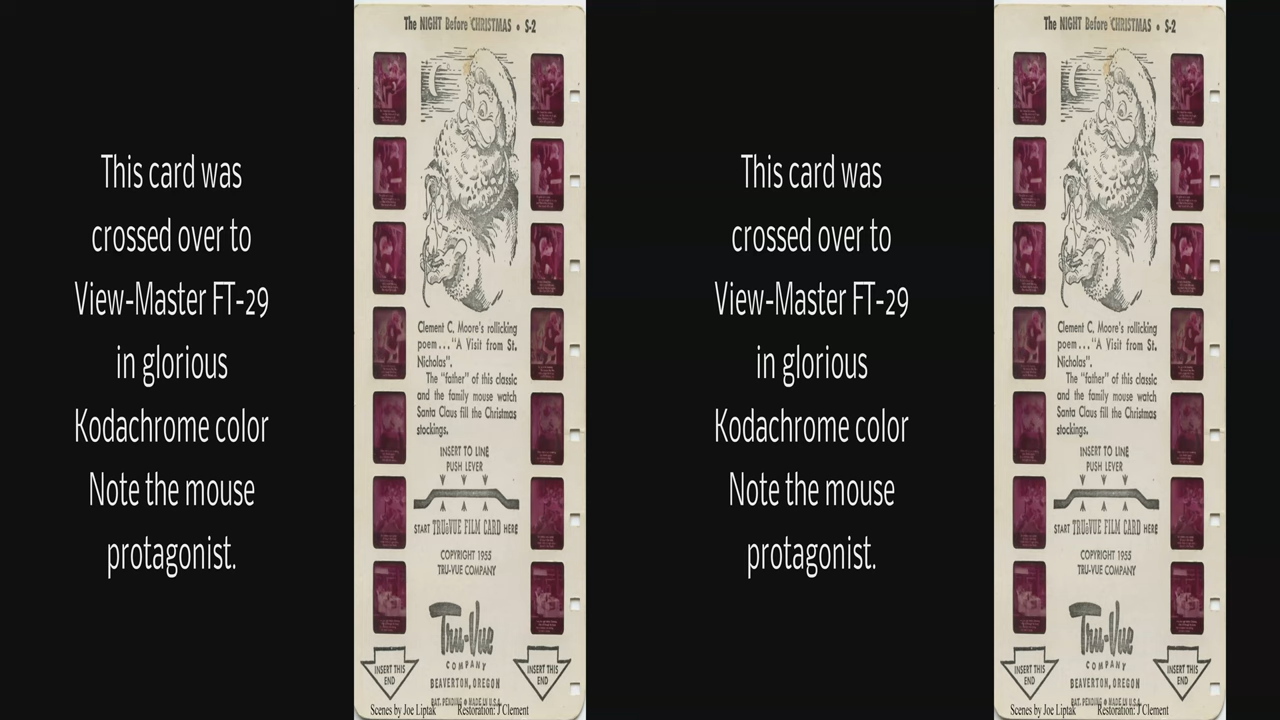 This card was
crossed over to
View-Master FT-29
in glorious
Kodachrome color
Note the mouse
protagonist.
The NIGHT Before CHRISTMAS • S-2
Clement C. Moore's rollicking
poem..."A Visit from St.
Nicholas".
The "father" of this classic
and the family mouse watch
Santa Claus fill the Christmas
stockings.
INSERT TO LINE
PUSH LEVER
START TRU-VUE FILM CARD HERE
COPYRIGHT 1955
TRU-VUE COMPANY
Tru-Vue
COMPANY
INSERT THIS
END
INSERT THIS
END
BEAVERTON, OREGON
PAT. PENDING • MADE IN U.S.A.
Scenes by Joe Liptak Restoration: J Clement
This card was
crossed over to
View-Master FT-29
in glorious
Kodachrome color
Note the mouse
protagonist.
The NIGHT Before CHRISTMAS • S-2
Clement C. Moore's rollicking
poem..."A Visit from St.
Nicholas".
The "father" of this classic
and the family mouse watch
Santa Claus fill the Christmas
stockings.
INSERT TO LINE
PUSH LEVER
START TRU-VUE FILM CARD HERE
COPYRIGHT 1955
TRU-VUE COMPANY
Tru-Vue
COMPANY
INSERT THIS
END
INSERT THIS
END
BEAVERTON, OREGON
PAT. PENDING • MADE IN U.S.A.
Scenes by Joe Liptak Restoration: J Clement